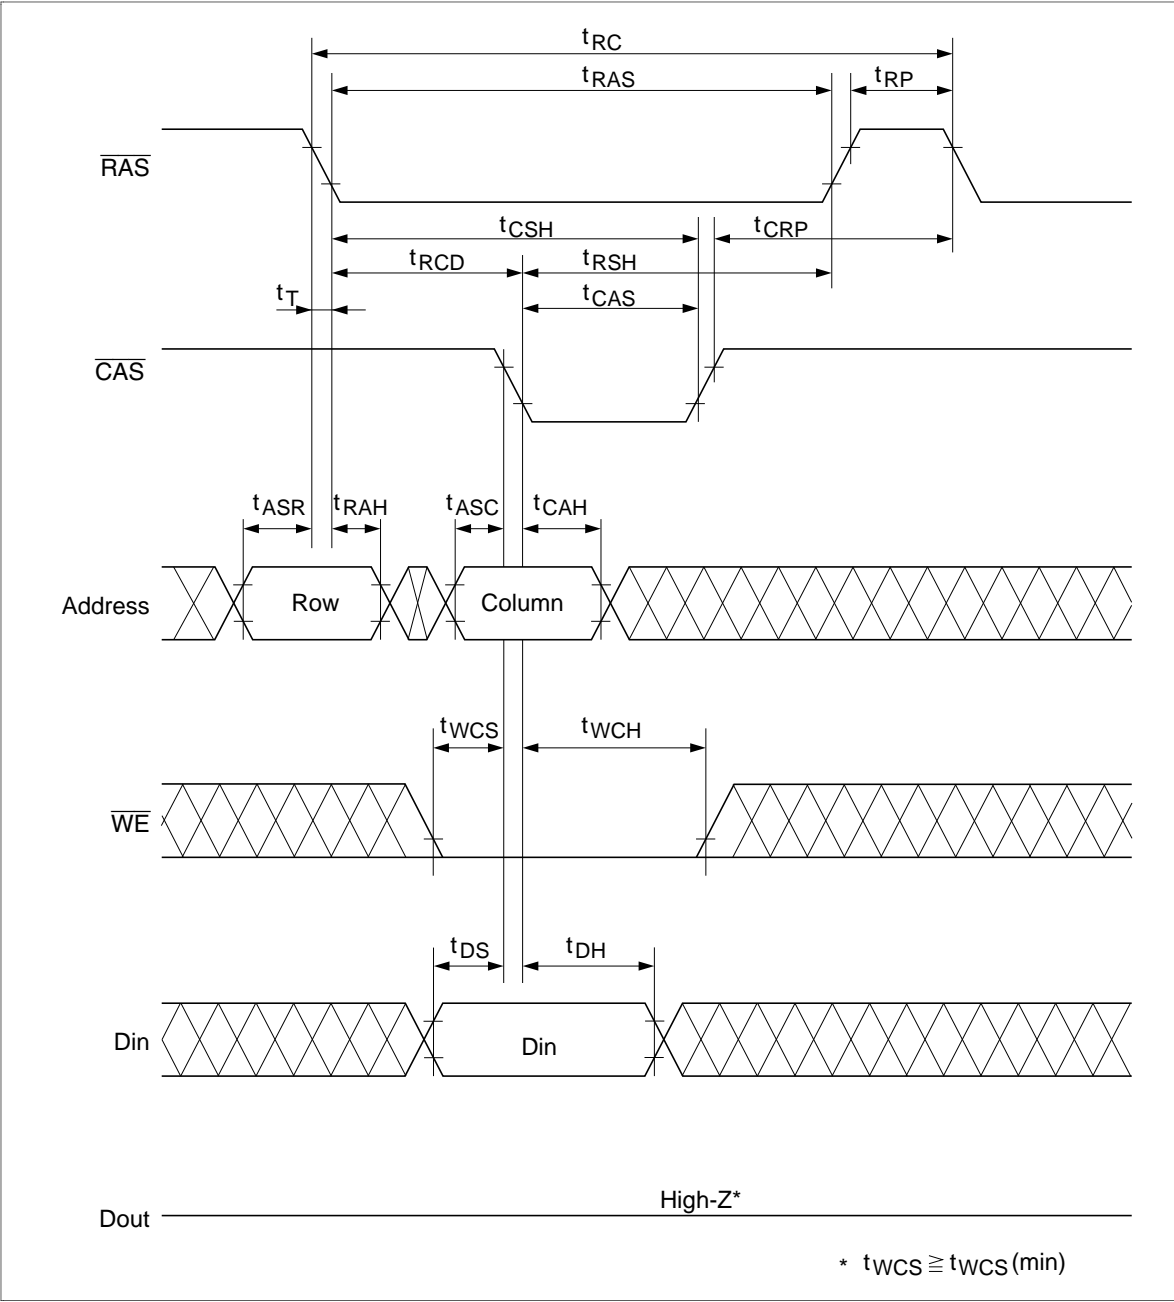 tRC
tRAS
tRP
RAS
tCSH
tCRP
tRCD
tRSH
tT
tCAS
CAS
tASR
tRAH
tASC
tCAH
Address
Row
Column
tWCS
tWCH
WE
tDS
tDH
Din
Din
High-Z*
Dout
* tWCS ≧ tWCS (min)